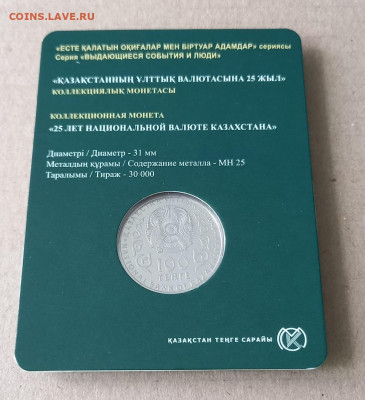 COINS.LAVE.RU
«ЕСТЕ ҚАЛАТЫН ОҚИҒАЛАР МЕН БІРТУАР АДАМДАР» сериясы
Серия «ВЫДАЮЩИЕСЯ СОБЫТИЯ И ЛЮДИ»
«ҚАЗАҚСТАННЫҢ ҰЛТТЫҚ ВАЛЮТАСЫНА 25 ЖЫЛ»
КОЛЛЕКЦИЯЛЫҚ МОНЕТАСЫ
КОЛЛЕКЦИОННАЯ МОНЕТА
«25 ЛЕТ НАЦИОНАЛЬНОЙ ВАЛЮТЕ КАЗАХСТАНА»
Диаметрі / Диаметр - 31 мм
Металдың құрамы / Содержание металла - МН 25
Таралымы / Тираж - 30 000
100
ТЕҢГЕ
ҚАЗАҚСТАН ТЕҢГЕ САРАЙЫ